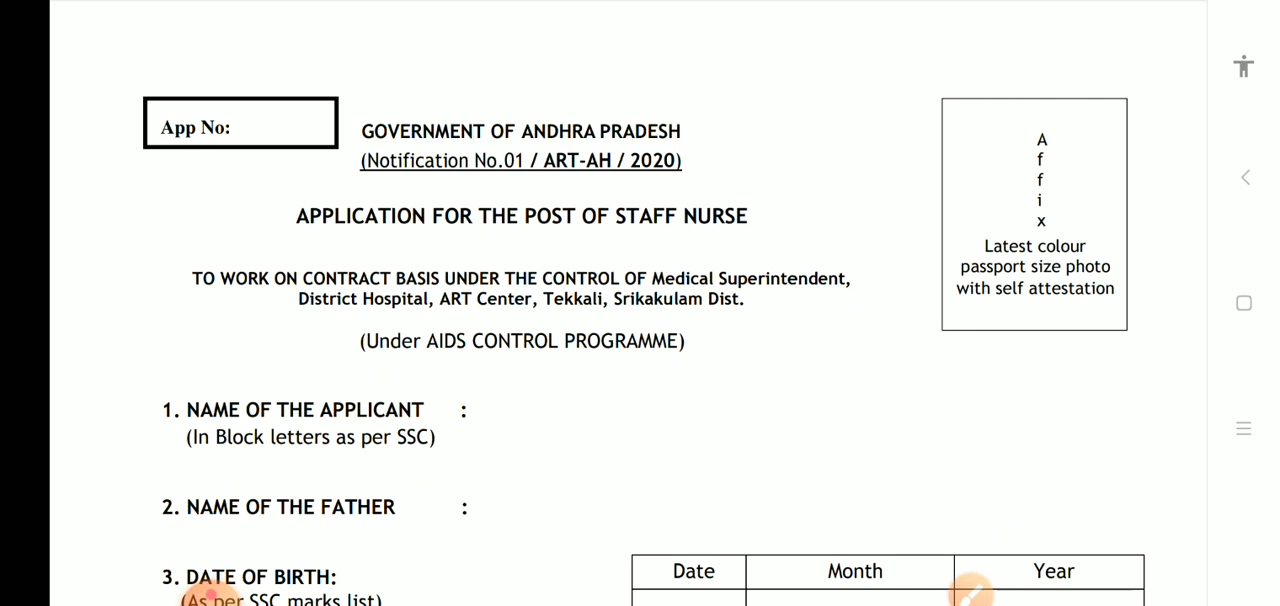 App No:
GOVERNMENT OF ANDHRA PRADESH
(Notification No.01 / ART-AH / 2020)
APPLICATION FOR THE POST OF STAFF NURSE
TO WORK ON CONTRACT BASIS UNDER THE CONTROL OF Medical Superintendent,
District Hospital, ART Center, Tekkali, Srikakulam Dist.
(Under AIDS CONTROL PROGRAMME)
A
f
f
i
x
Latest colour
passport size photo
with self attestation
1. NAME OF THE APPLICANT :
(In Block letters as per SSC)
2. NAME OF THE FATHER :
3. DATE OF BIRTH:
(As per SSC marks list)
Date Month Year